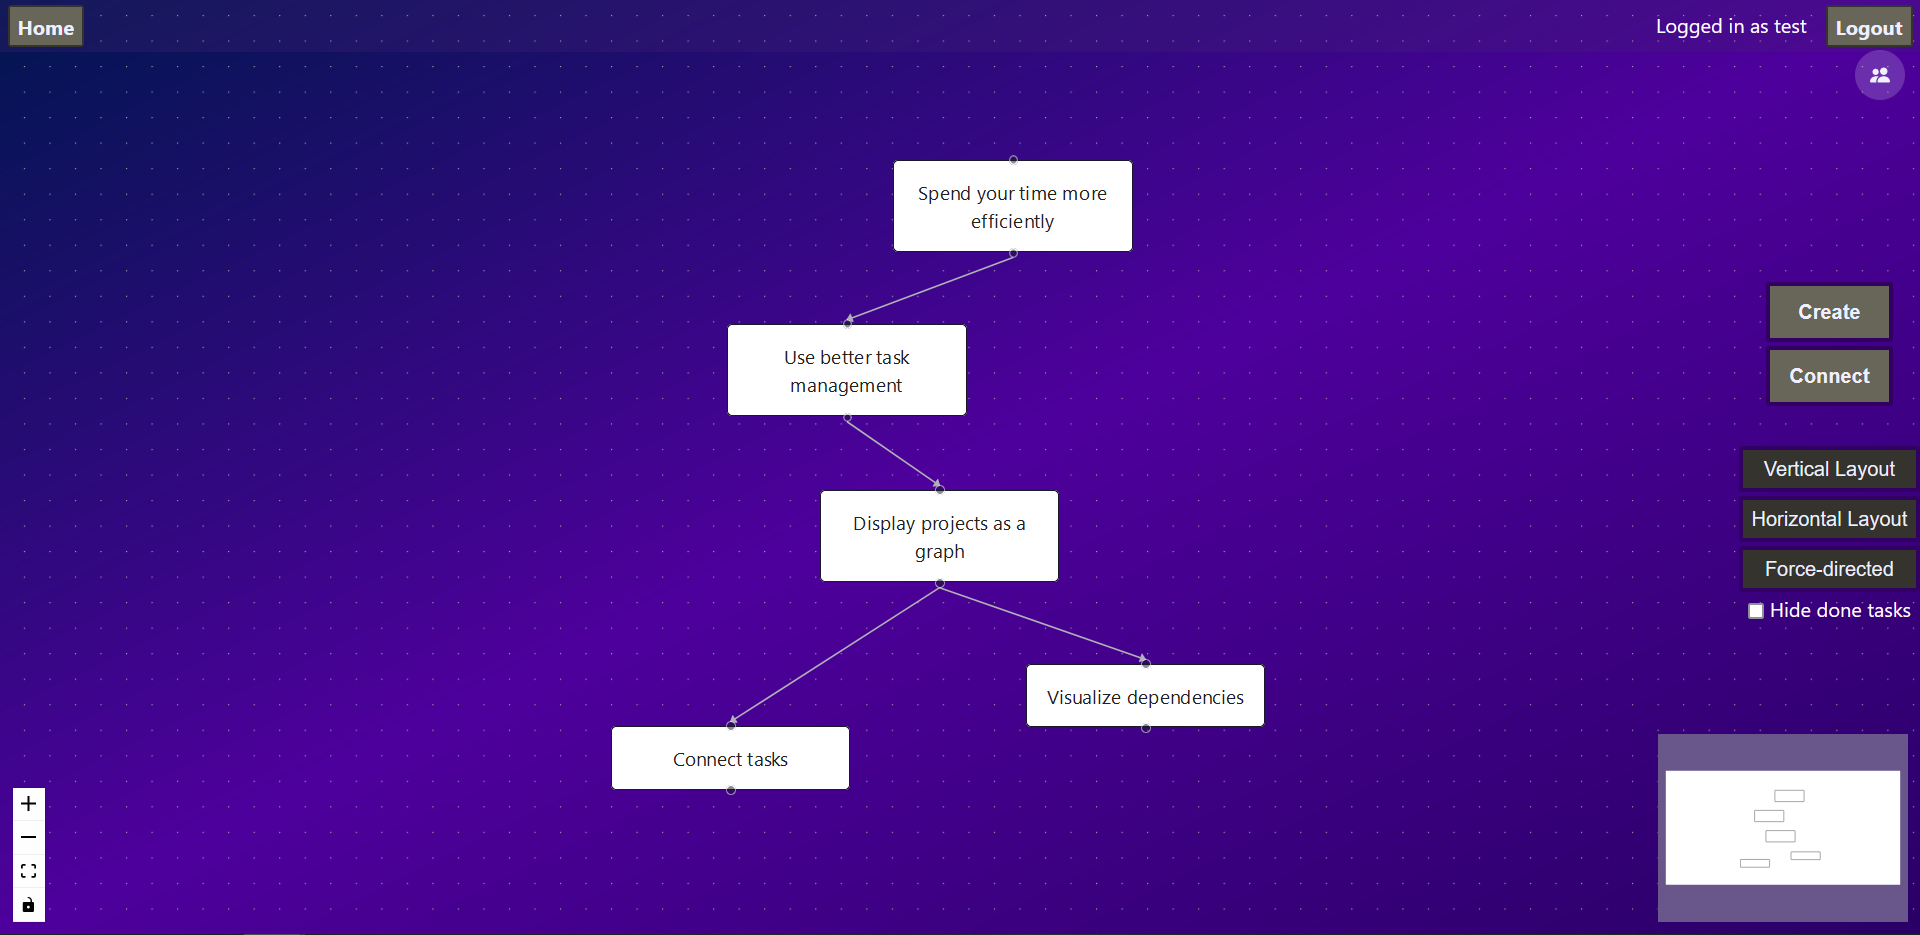 Home
Logged in as test
Logout
Spend your time more
efficiently
Use better task
management
Display projects as a
graph
Visualize dependencies
Connect tasks
Create
Connect
Vertical Layout
Horizontal Layout
Force-directed
Hide done tasks